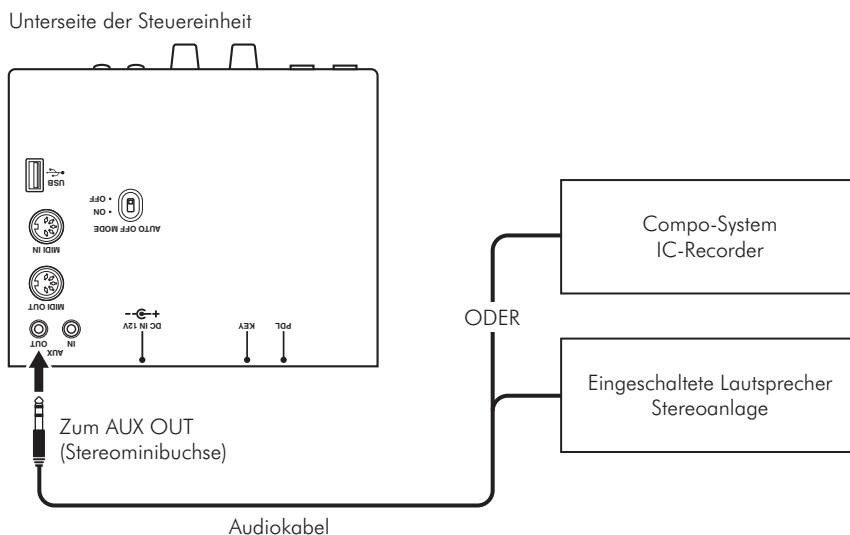 Unterseite der Steuereinheit
USB
OFF
ON
AUTO OFF MODE
MIDI IN
MIDI OUT
OUT
IN
AUX
DC IN 12V
KEY
PDL
Compo-System
IC-Recorder
ODER
Eingeschaltete Lautsprecher
Stereoanlage
Zum AUX OUT
(Stereominibuchse)
Audiokabel